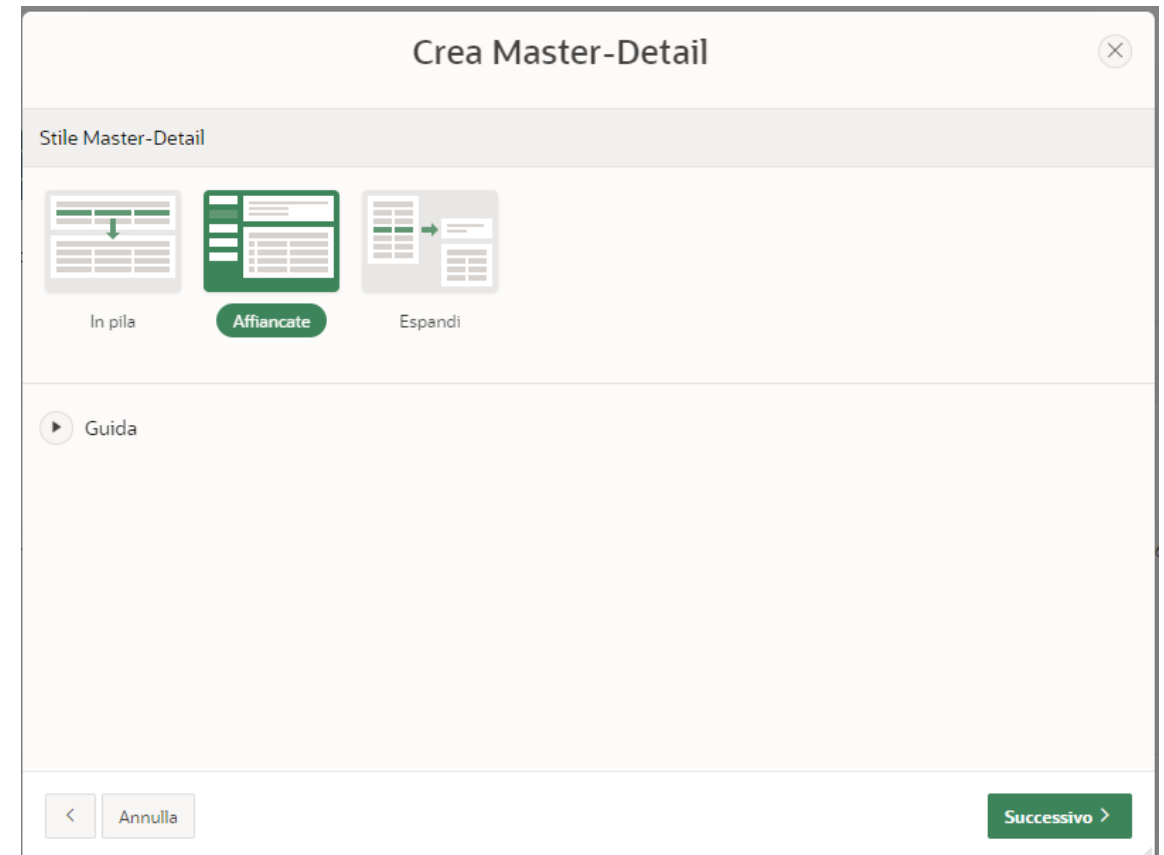 Crea Master-Detail
Stile Master-Detail
In pila
Affiancate
Espandi
Guida
Annulla
Successivo